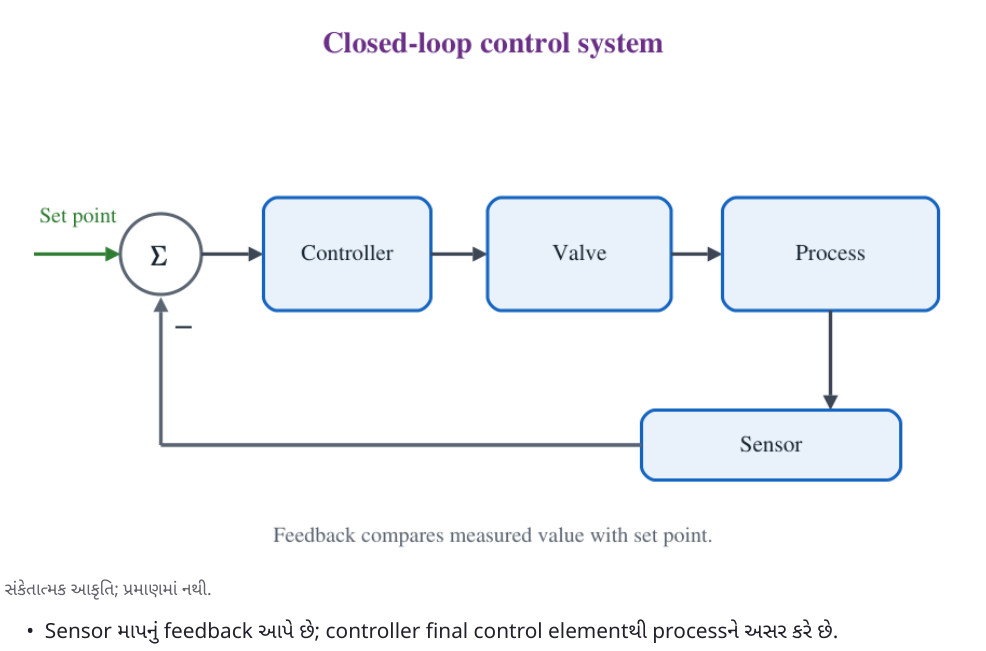 Closed-loop control system
Set point
Σ
Controller
Valve
Process
–
Sensor
Feedback compares measured value with set point.
સંકેતાત્મક આકૃતિ; પ્રમાણમાં નથી.
• Sensor માપનું feedback આપે છે; controller final control elementથી processને અસર કરે છે.